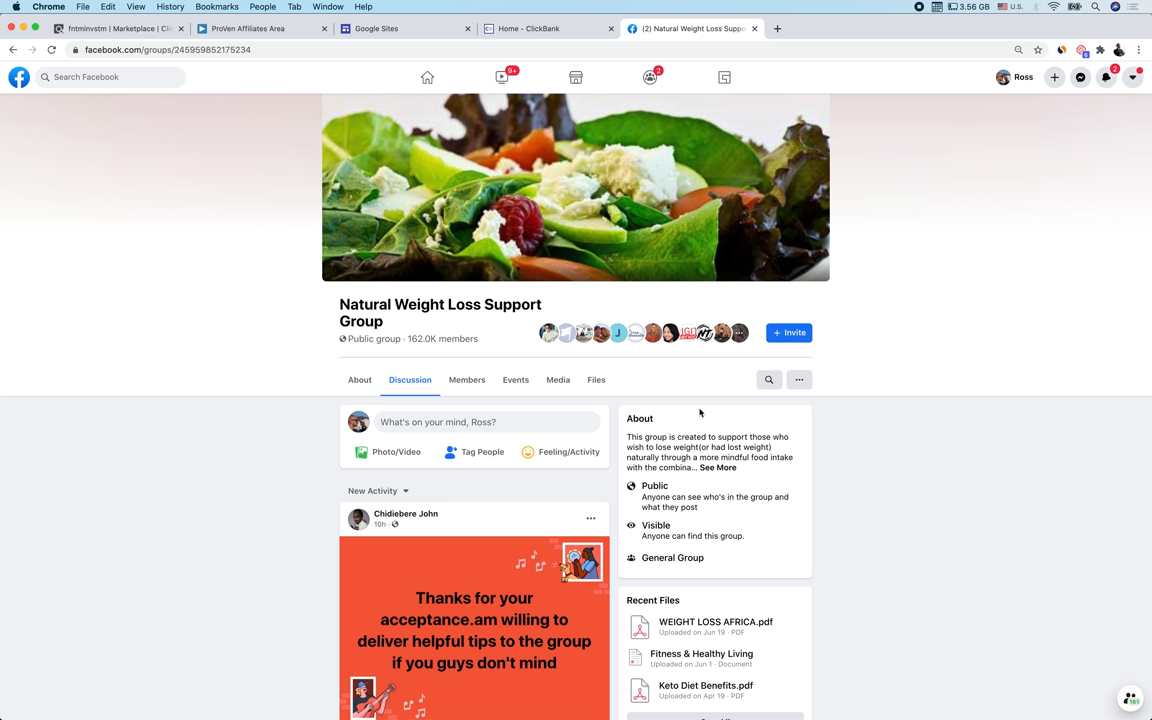 Chrome File Edit View History Bookmarks People Tab Window Help 3.56 GB U.S.
fntminvstm | Marketplace | Cli ProVen Affiliates Area Google Sites Home - ClickBank (2) Natural Weight Loss Suppo
facebook.com/groups/245959852175234
Search Facebook 9+ 2 Ross 2
Natural Weight Loss Support
Group
Public group · 162.0K members
+ Invite
About Discussion Members Events Media Files
What's on your mind, Ross?
Photo/Video Tag People Feeling/Activity
New Activity
Chidiebere John
10h ·
Thanks for your
acceptance.am willing to
deliver helpful tips to the group
if you guys don't mind
About
This group is created to support those who
wish to lose weight(or had lost weight)
naturally through a more mindful food intake
with the combina... See More
Public
Anyone can see who's in the group and
what they post
Visible
Anyone can find this group.
General Group
Recent Files
WEIGHT LOSS AFRICA.pdf
Uploaded on Jun 19 · PDF
Fitness & Healthy Living
Uploaded on Jun 1 · Document
Keto Diet Benefits.pdf
Uploaded on Apr 19 · PDF
161